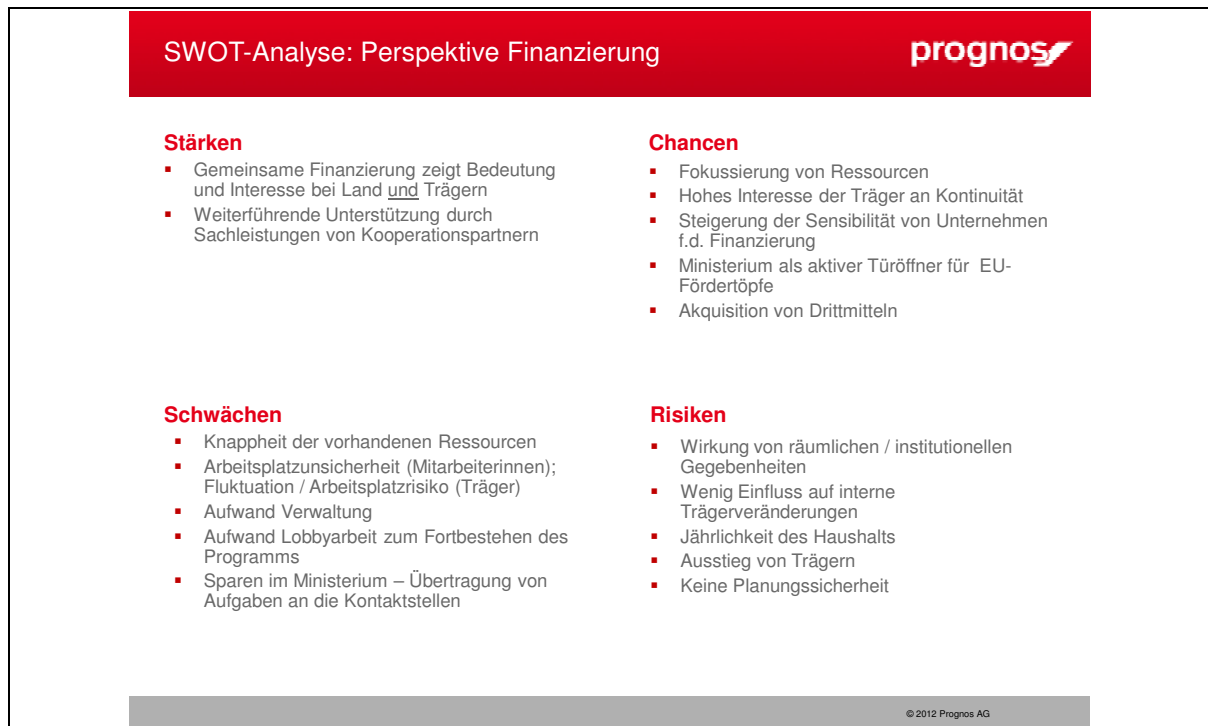 SWOT-Analyse: Perspektive Finanzierung
prognos
Stärken
▪ Gemeinsame Finanzierung zeigt Bedeutung
und Interesse bei Land und Trägern
▪ Weiterführende Unterstützung durch
Sachleistungen von Kooperationspartnern
Chancen
▪ Fokussierung von Ressourcen
▪ Hohes Interesse der Träger an Kontinuität
▪ Steigerung der Sensibilität von Unternehmen
f.d. Finanzierung
▪ Ministerium als aktiver Türöffner für EU-
Fördertöpfe
▪ Akquisition von Drittmitteln
Schwächen
▪ Knappheit der vorhandenen Ressourcen
▪ Arbeitsplatzunsicherheit (Mitarbeiterinnen);
Fluktuation / Arbeitsplatzrisiko (Träger)
▪ Aufwand Verwaltung
▪ Aufwand Lobbyarbeit zum Fortbestehen des
Programms
▪ Sparen im Ministerium – Übertragung von
Aufgaben an die Kontaktstellen
Risiken
▪ Wirkung von räumlichen / institutionellen
Gegebenheiten
▪ Wenig Einfluss auf interne
Trägerveränderungen
▪ Jährlichkeit des Haushalts
▪ Ausstieg von Trägern
▪ Keine Planungssicherheit
© 2012 Prognos AG